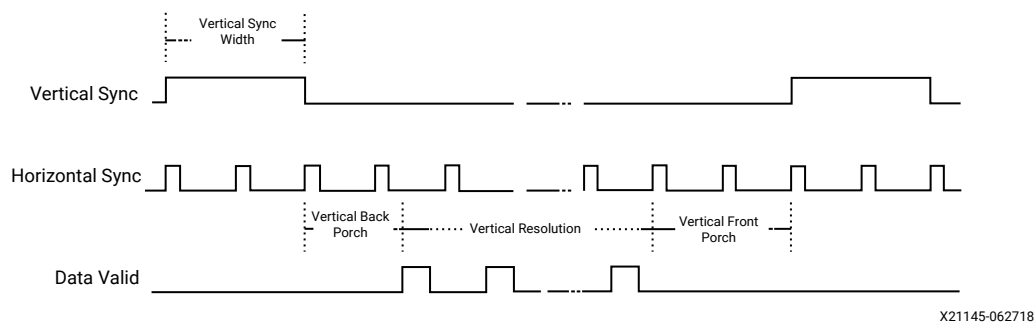 Vertical Sync
Width
Vertical Sync
Horizontal Sync
Vertical Back
Porch
Vertical Resolution
Vertical Front
Porch
Data Valid
X21145-062718